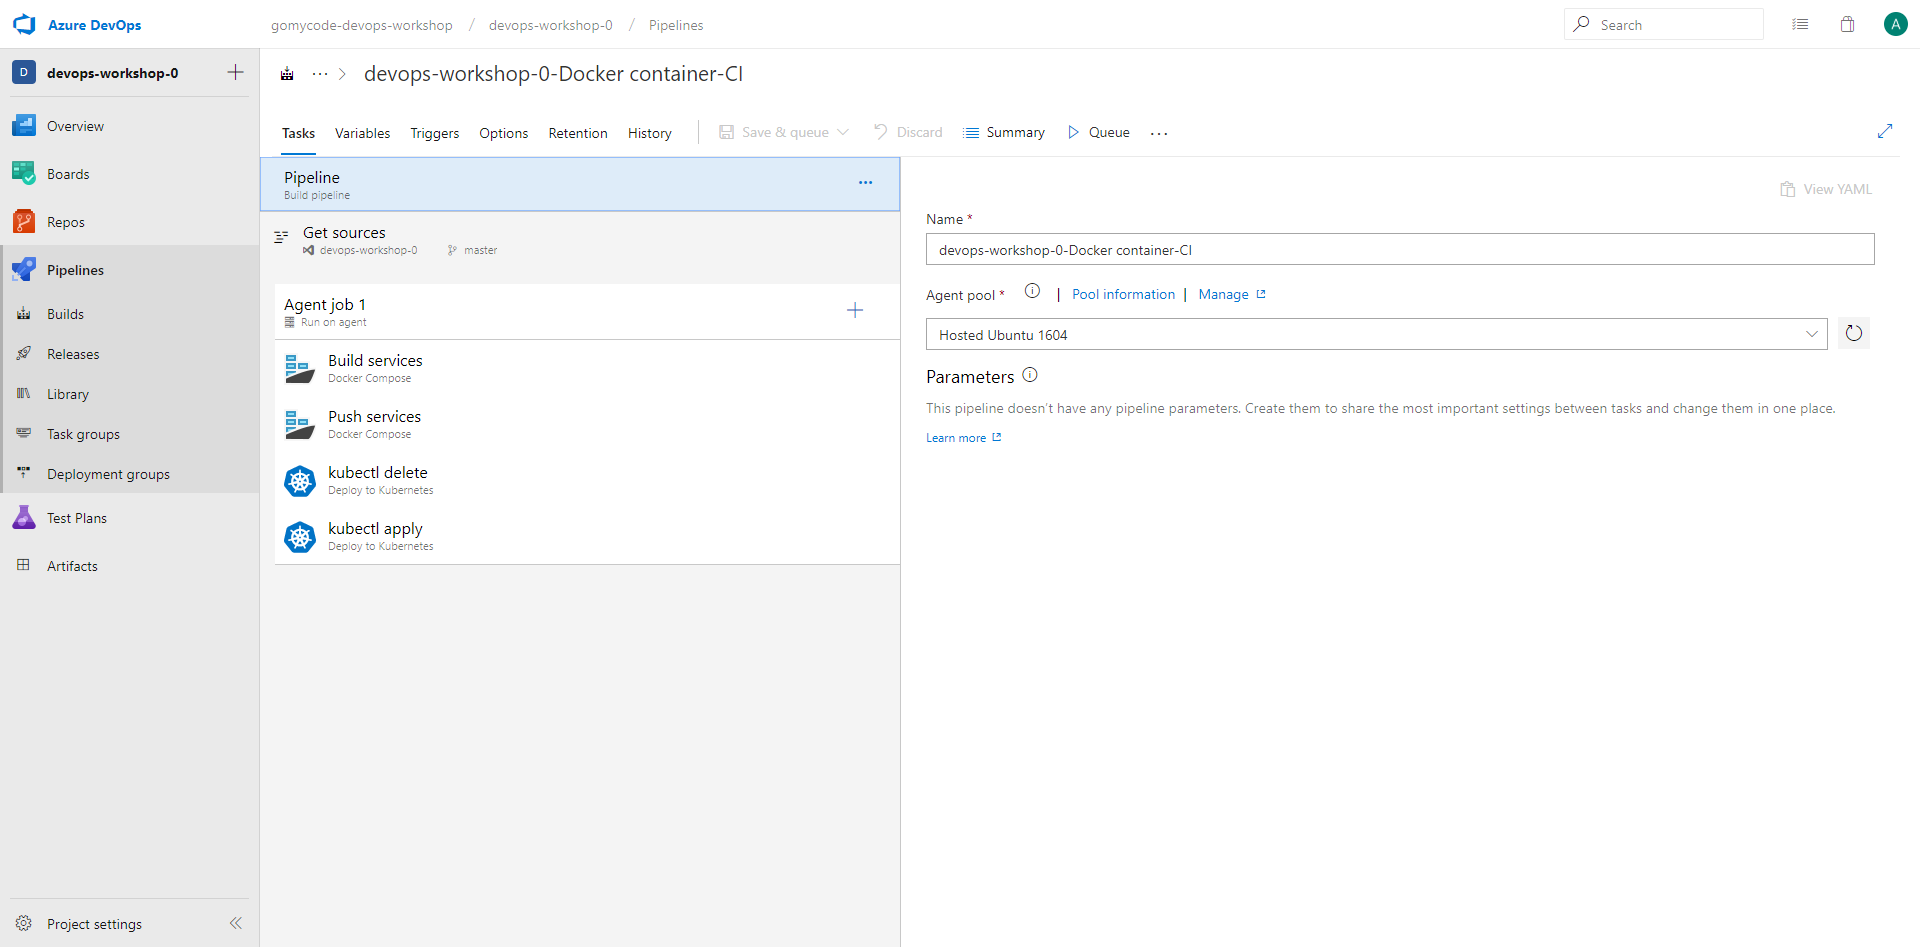 Azure DevOps
gomycode-devops-workshop / devops-workshop-0 / Pipelines
Search
A
D devops-workshop-0
Overview
Boards
Repos
Pipelines
Builds
Releases
Library
Task groups
Deployment groups
Test Plans
Artifacts
Project settings
... > devops-workshop-0-Docker container-CI
Tasks Variables Triggers Options Retention History Save & queue Discard Summary Queue ...
Pipeline
Build pipeline
...
Get sources
devops-workshop-0 master
Agent job 1
Run on agent
Build services
Docker Compose
Push services
Docker Compose
kubectl delete
Deploy to Kubernetes
kubectl apply
Deploy to Kubernetes
View YAML
Name *
devops-workshop-0-Docker container-CI
Agent pool * | Pool information | Manage
Hosted Ubuntu 1604
Parameters
This pipeline doesn't have any pipeline parameters. Create them to share the most important settings between tasks and change them in one place.
Learn more